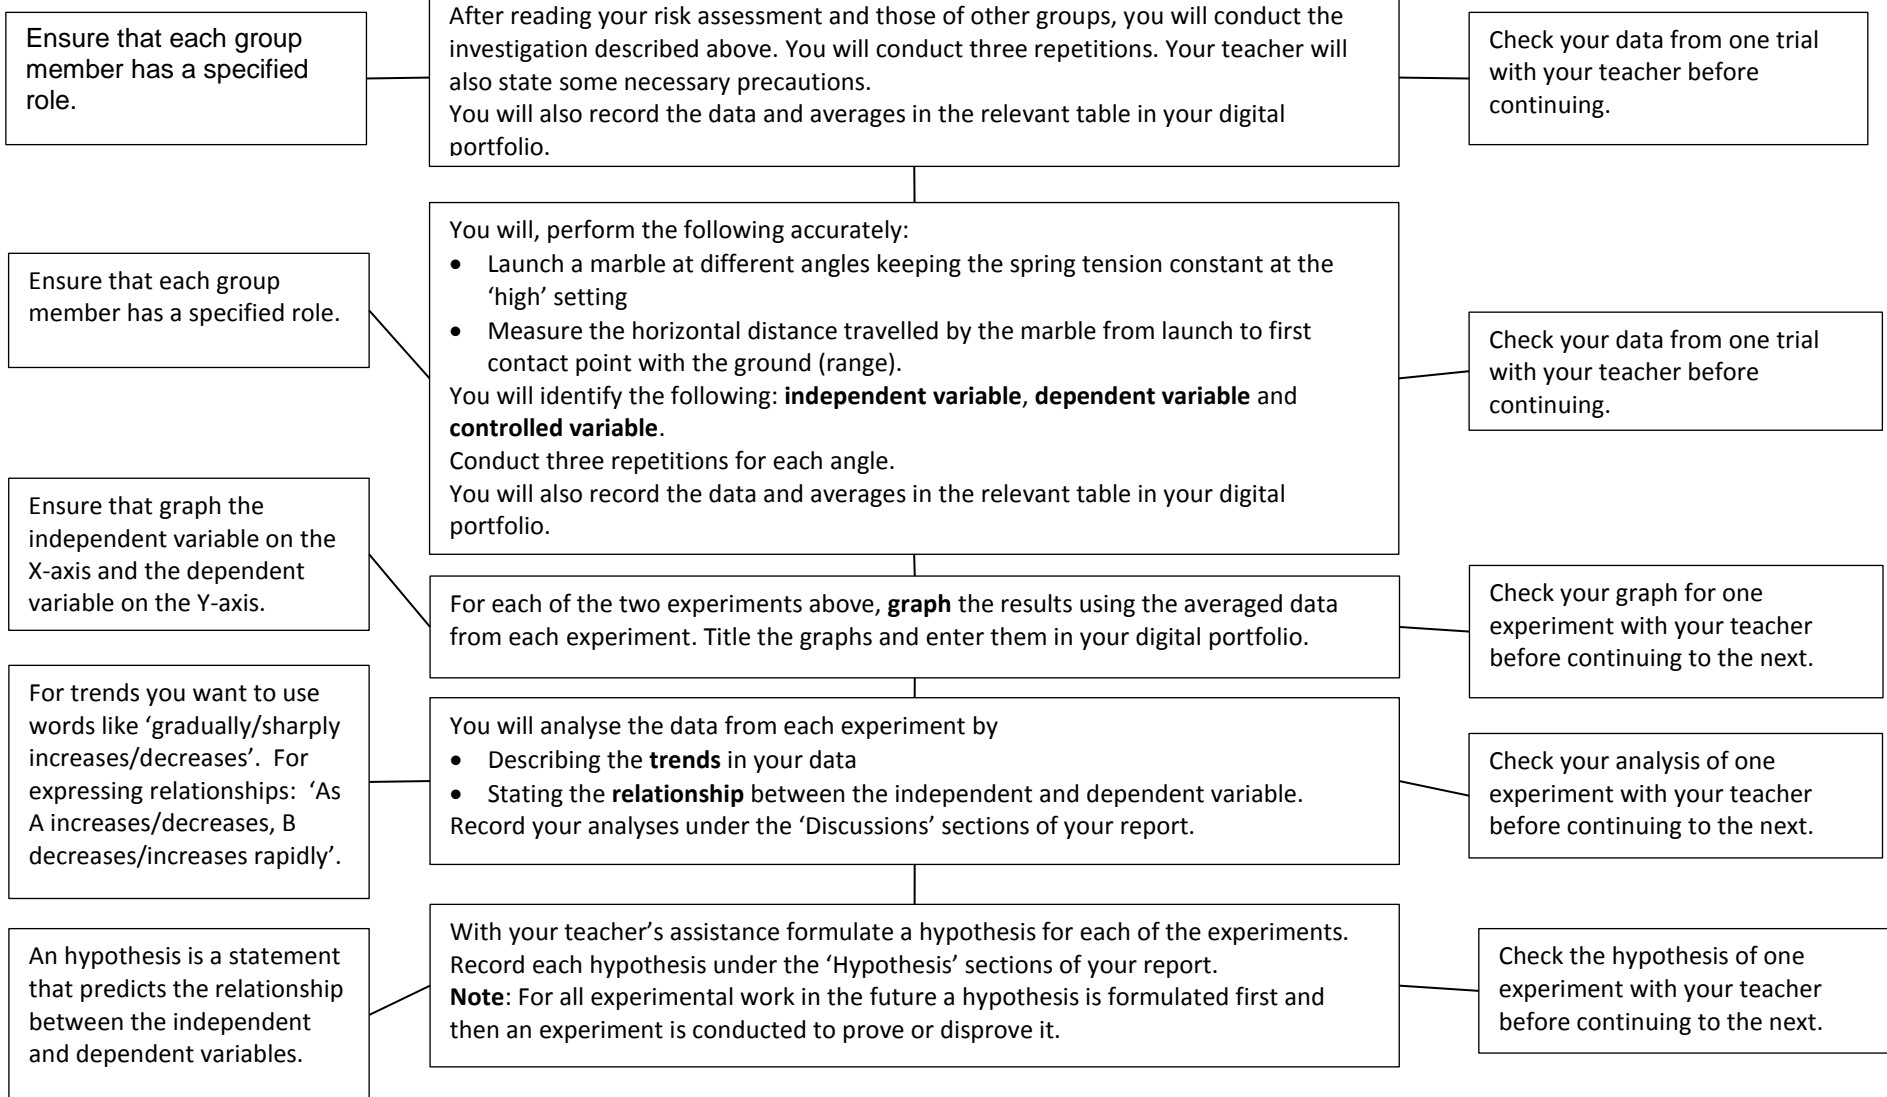 Ensure that each group
member has a specified
role.
After reading your risk assessment and those of other groups, you will conduct the
investigation described above. You will conduct three repetitions. Your teacher will
also state some necessary precautions.
You will also record the data and averages in the relevant table in your digital
portfolio.
Check your data from one trial
with your teacher before
continuing.
Ensure that each group
member has a specified role.
You will, perform the following accurately:
• Launch a marble at different angles keeping the spring tension constant at the
‘high’ setting
• Measure the horizontal distance travelled by the marble from launch to first
contact point with the ground (range).
You will identify the following: independent variable, dependent variable and
controlled variable.
Conduct three repetitions for each angle.
You will also record the data and averages in the relevant table in your digital
portfolio.
Check your data from one trial
with your teacher before
continuing.
Ensure that graph the
independent variable on the
X-axis and the dependent
variable on the Y-axis.
For each of the two experiments above, graph the results using the averaged data
from each experiment. Title the graphs and enter them in your digital portfolio.
Check your graph for one
experiment with your teacher
before continuing to the next.
For trends you want to use
words like ‘gradually/sharply
increases/decreases’. For
expressing relationships: ‘As
A increases/decreases, B
decreases/increases rapidly’.
You will analyse the data from each experiment by
• Describing the trends in your data
• Stating the relationship between the independent and dependent variable.
Record your analyses under the ‘Discussions’ sections of your report.
Check your analysis of one
experiment with your teacher
before continuing to the next.
An hypothesis is a statement
that predicts the relationship
between the independent
and dependent variables.
With your teacher’s assistance formulate a hypothesis for each of the experiments.
Record each hypothesis under the ‘Hypothesis’ sections of your report.
Note: For all experimental work in the future a hypothesis is formulated first and
then an experiment is conducted to prove or disprove it.
Check the hypothesis of one
experiment with your teacher
before continuing to the next.